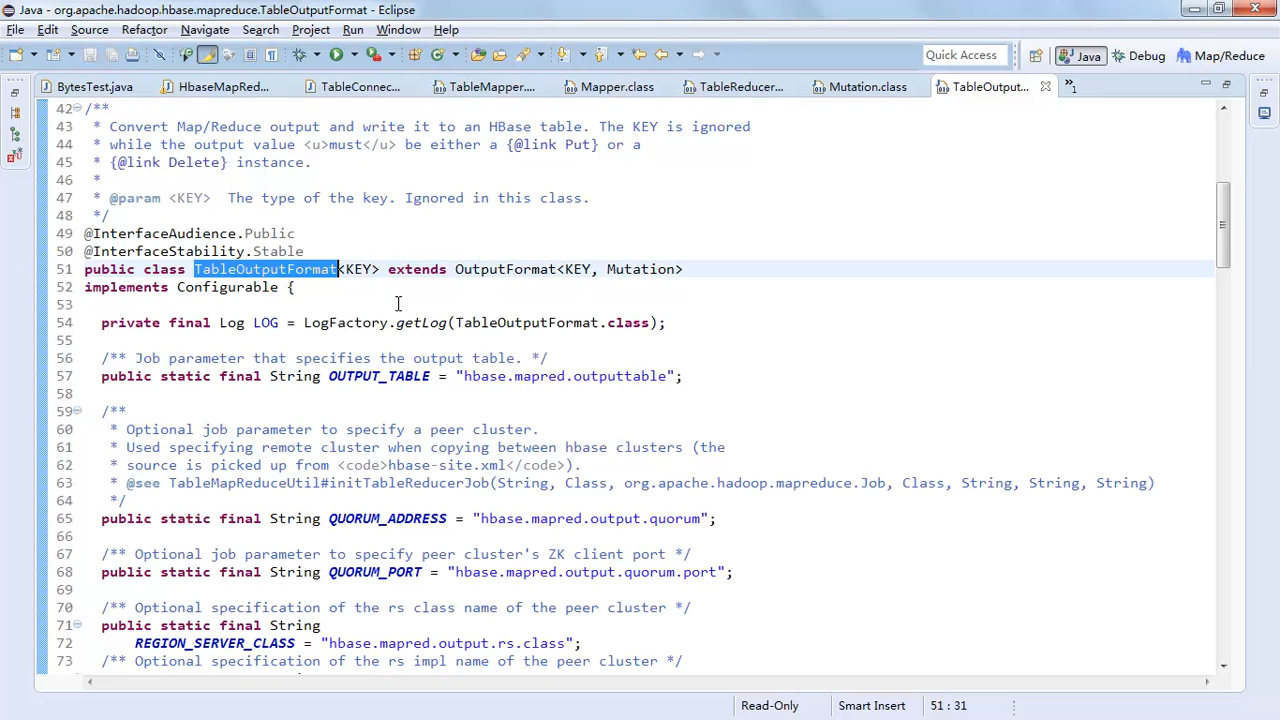 Java - org.apache.hadoop.hbase.mapreduce.TableOutputFormat - Eclipse
File Edit Source Refactor Navigate Search Project Run Window Help
Quick Access Java Debug Map/Reduce
BytesTest.java HbaseMapRed... TableConnec... TableMapper.... Mapper.class TableReducer... Mutation.class TableOutput... »1
42 /**
43 * Convert Map/Reduce output and write it to an HBase table. The KEY is ignored
44 * while the output value <u>must</u> be either a {@link Put} or a
45 * {@link Delete} instance.
46 *
47 * @param <KEY> The type of the key. Ignored in this class.
48 */
49 @InterfaceAudience.Public
50 @InterfaceStability.Stable
51 public class TableOutputFormat<KEY> extends OutputFormat<KEY, Mutation>
52 implements Configurable {
53
54 private final Log LOG = LogFactory.getLog(TableOutputFormat.class);
55
56 /** Job parameter that specifies the output table. */
57 public static final String OUTPUT_TABLE = "hbase.mapred.outputtable";
58
59 /**
60 * Optional job parameter to specify a peer cluster.
61 * Used specifying remote cluster when copying between hbase clusters (the
62 * source is picked up from <code>hbase-site.xml</code>).
63 * @see TableMapReduceUtil#initTableReducerJob(String, Class, org.apache.hadoop.mapreduce.Job, Class, String, String, String)
64 */
65 public static final String QUORUM_ADDRESS = "hbase.mapred.output.quorum";
66
67 /** Optional job parameter to specify peer cluster's ZK client port */
68 public static final String QUORUM_PORT = "hbase.mapred.output.quorum.port";
69
70 /** Optional specification of the rs class name of the peer cluster */
71 public static final String
72 REGION_SERVER_CLASS = "hbase.mapred.output.rs.class";
73 /** Optional specification of the rs impl name of the peer cluster */
Read-Only Smart Insert 51 : 31